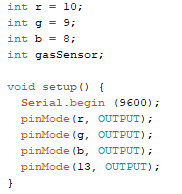 int r = 10;
int g = 9;
int b = 8;
int gasSensor;
void setup() {
Serial.begin (9600);
pinMode(r, OUTPUT);
pinMode(g, OUTPUT);
pinMode(b, OUTPUT);
pinMode(13, OUTPUT);
}